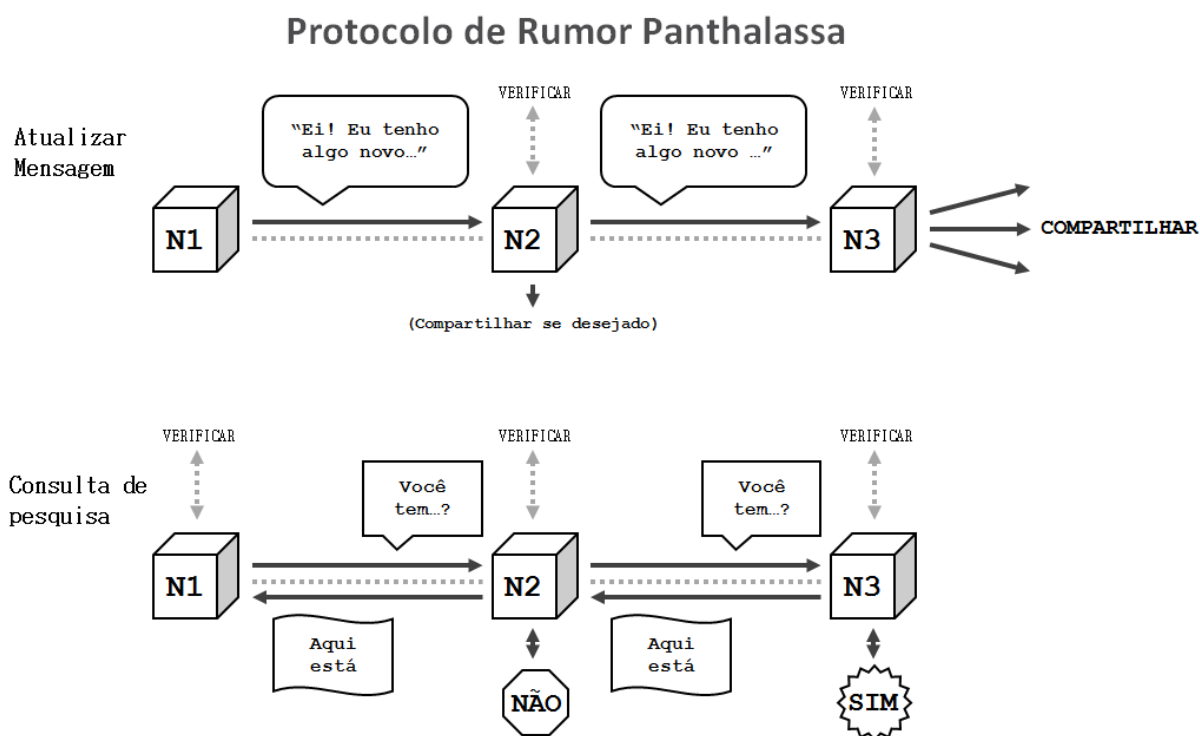 Protocolo de Rumor Panthalassa
VERIFICAR
VERIFICAR
Atualizar
Mensagem
“Ei! Eu tenho
algo novo…”
“Ei! Eu tenho
algo novo …”
N1
N2
N3
COMPARTILHAR
(Compartilhar se desejado)
VERIFICAR
VERIFICAR
VERIFICAR
Consulta de
pesquisa
Você
tem…?
Você
tem…?
N1
N2
N3
Aqui
está
Aqui
está
NÃO
SIM